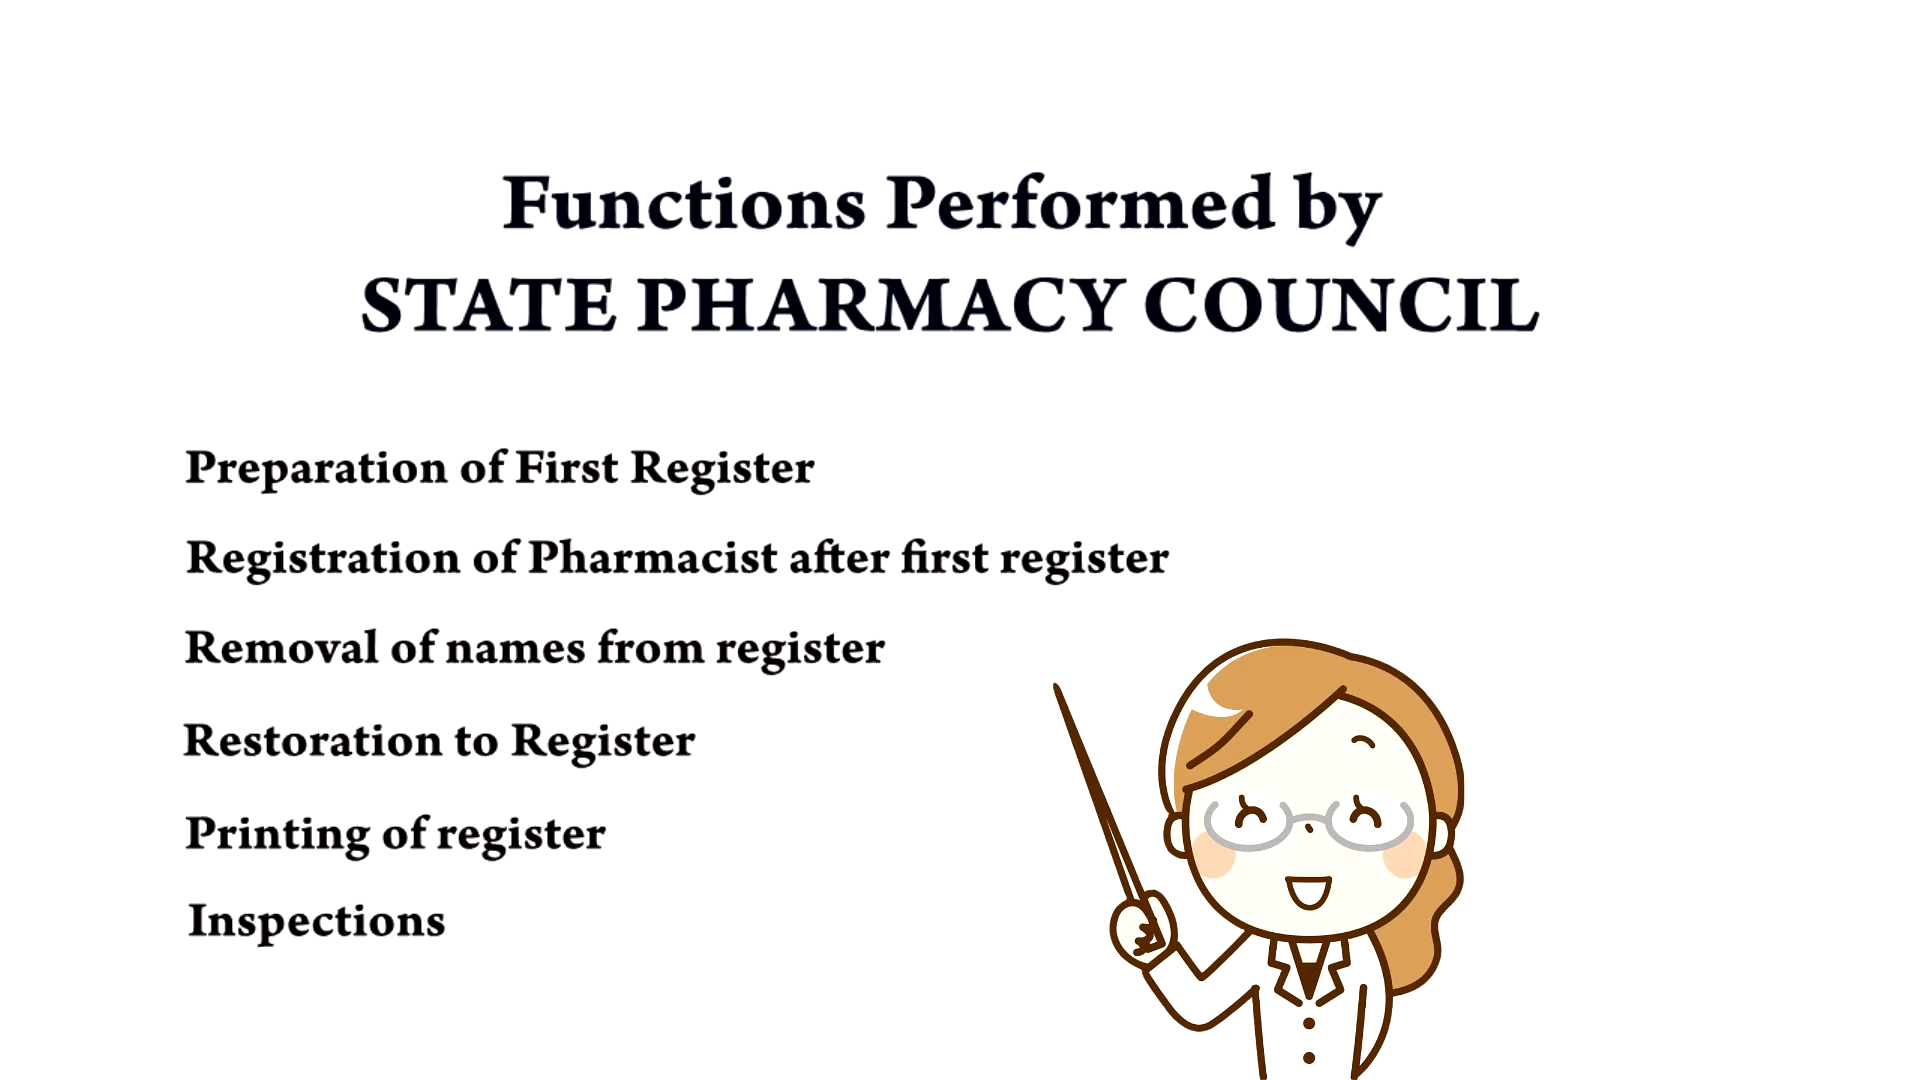 Functions Performed by
STATE PHARMACY COUNCIL
Preparation of First Register
Registration of Pharmacist after first register
Removal of names from register
Restoration to Register
Printing of register
Inspections